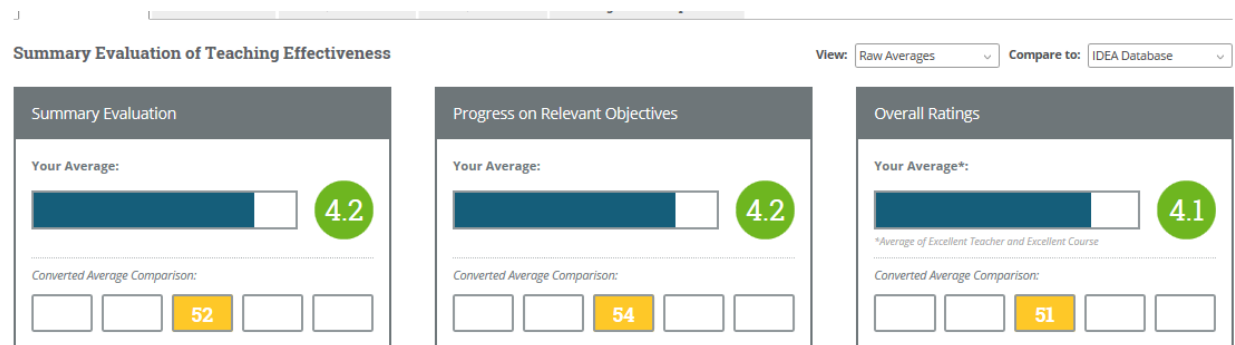 Summary Evaluation of Teaching Effectiveness
View: Raw Averages Compare to: IDEA Database
Summary Evaluation
Your Average:
4.2
Converted Average Comparison:
52
Progress on Relevant Objectives
Your Average:
4.2
Converted Average Comparison:
54
Overall Ratings
Your Average*:
4.1
*Average of Excellent Teacher and Excellent Course
Converted Average Comparison:
51